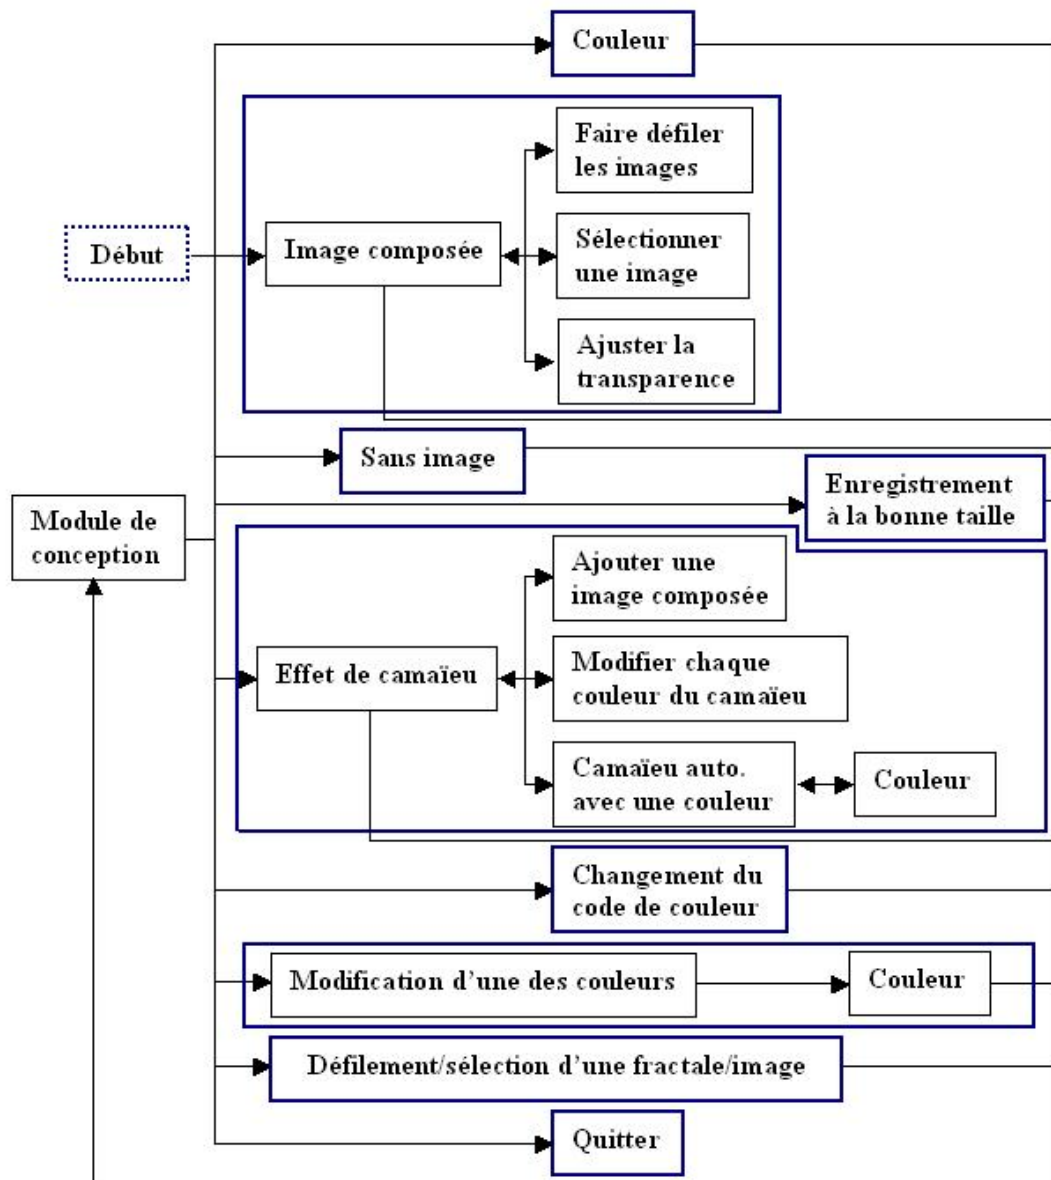 Couleur
Faire défiler
les images
Début
Image composée
Sélectionner
une image
Ajuster la
transparence
Sans image
Enregistrement
à la bonne taille
Module de
conception
Ajouter une
image composée
Effet de camaïeu
Modifier chaque
couleur du camaïeu
Camaïeu auto.
avec une couleur
Couleur
Changement du
code de couleur
Modification d’une des couleurs
Couleur
Défilement/sélection d’une fractale/image
Quitter